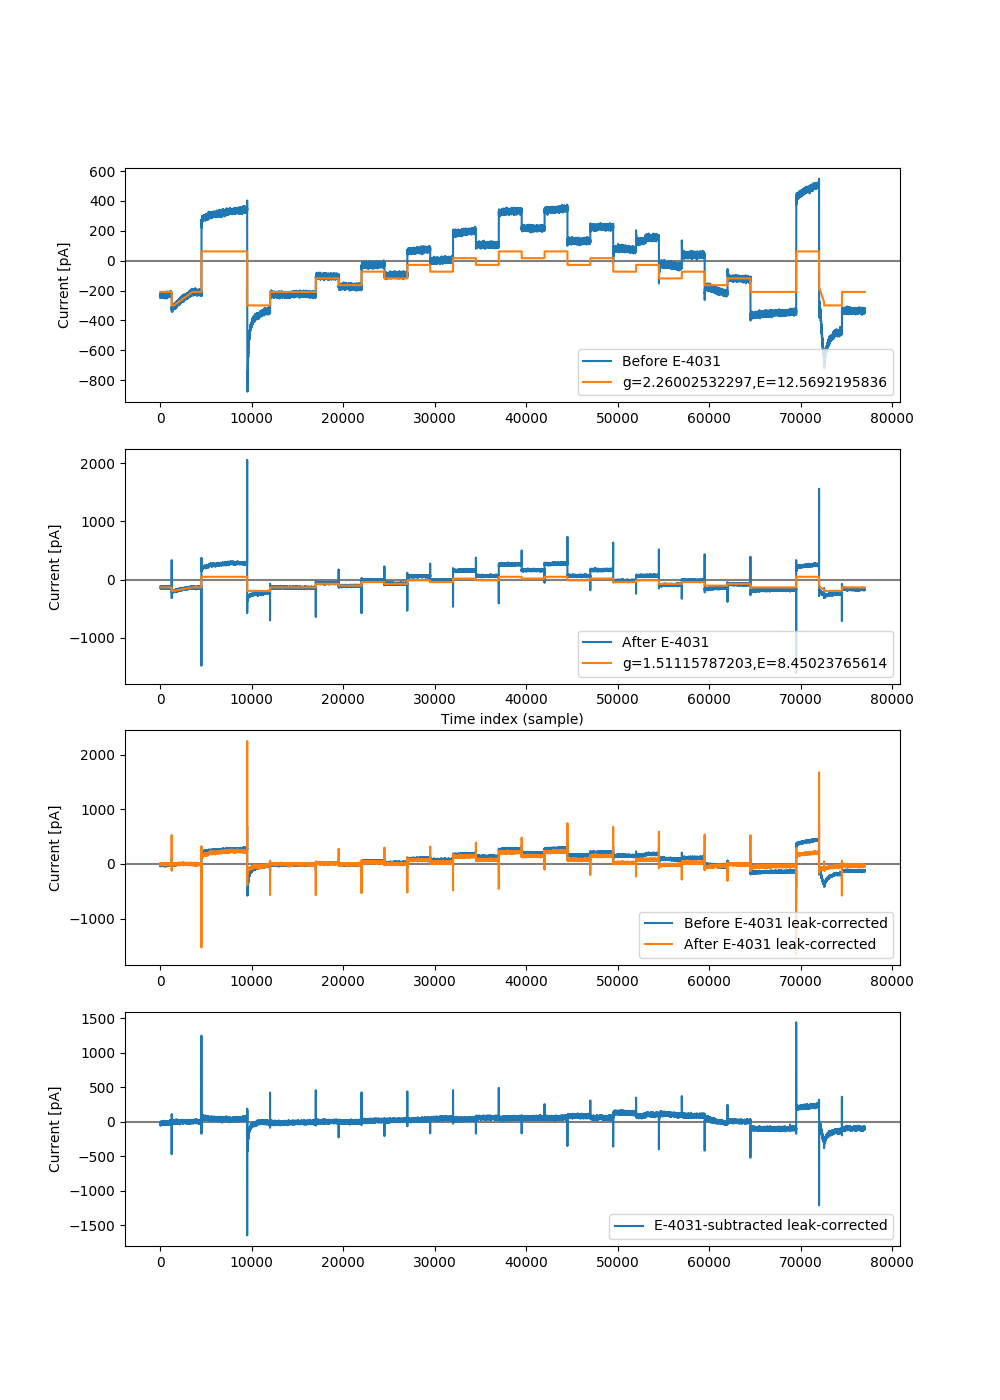 600
400
200
0
−200
−400
−600
−800
Current [pA]
Before E-4031
g=2.26002532297,E=12.5692195836
0 10000 20000 30000 40000 50000 60000 70000 80000
2000
1000
0
−1000
Current [pA]
After E-4031
g=1.51115787203,E=8.45023765614
0 10000 20000 30000 40000 50000 60000 70000 80000
Time index (sample)
2000
1000
0
−1000
Current [pA]
Before E-4031 leak-corrected
After E-4031 leak-corrected
0 10000 20000 30000 40000 50000 60000 70000 80000
1500
1000
500
0
−500
−1000
−1500
Current [pA]
E-4031-subtracted leak-corrected
0 10000 20000 30000 40000 50000 60000 70000 80000